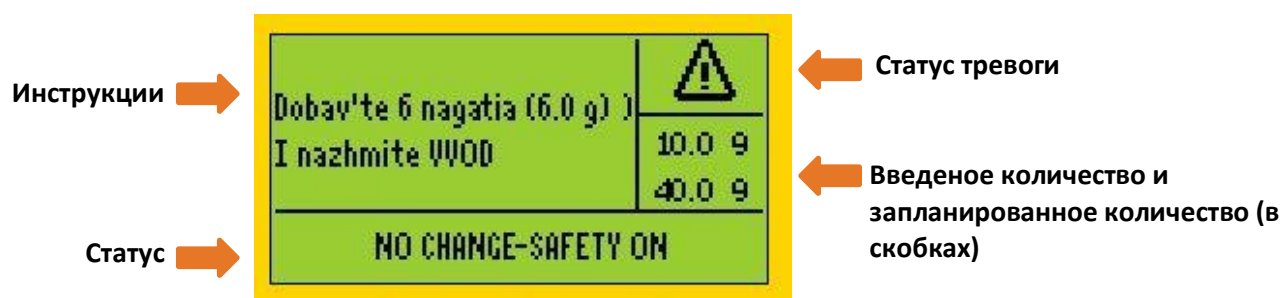 Инструкции
Dobav'te 6 nagatia (6.0 g) )
I nazhmite VVOD
10.0 g
40.0 g
NO CHANGE-SAFETY ON
Статус
Статус тревоги
Введеное количество и
запланированное количество (в
скобках)